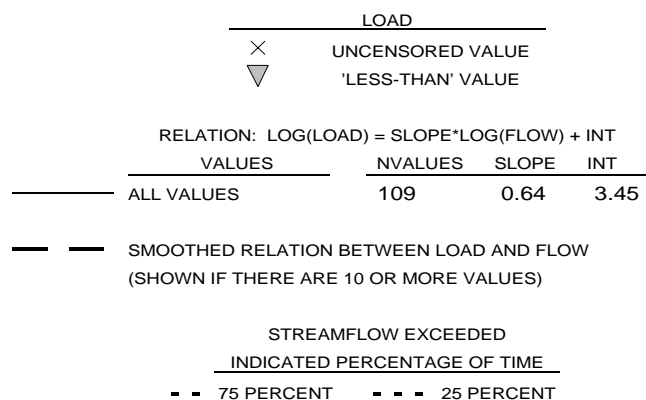 LOAD
UNCENSORED VALUE
'LESS-THAN' VALUE
RELATION: LOG(LOAD) = SLOPE*LOG(FLOW) + INT
VALUES NVALUES SLOPE INT
ALL VALUES 109 0.64 3.45
SMOOTHED RELATION BETWEEN LOAD AND FLOW
(SHOWN IF THERE ARE 10 OR MORE VALUES)
STREAMFLOW EXCEEDED
INDICATED PERCENTAGE OF TIME
75 PERCENT 25 PERCENT